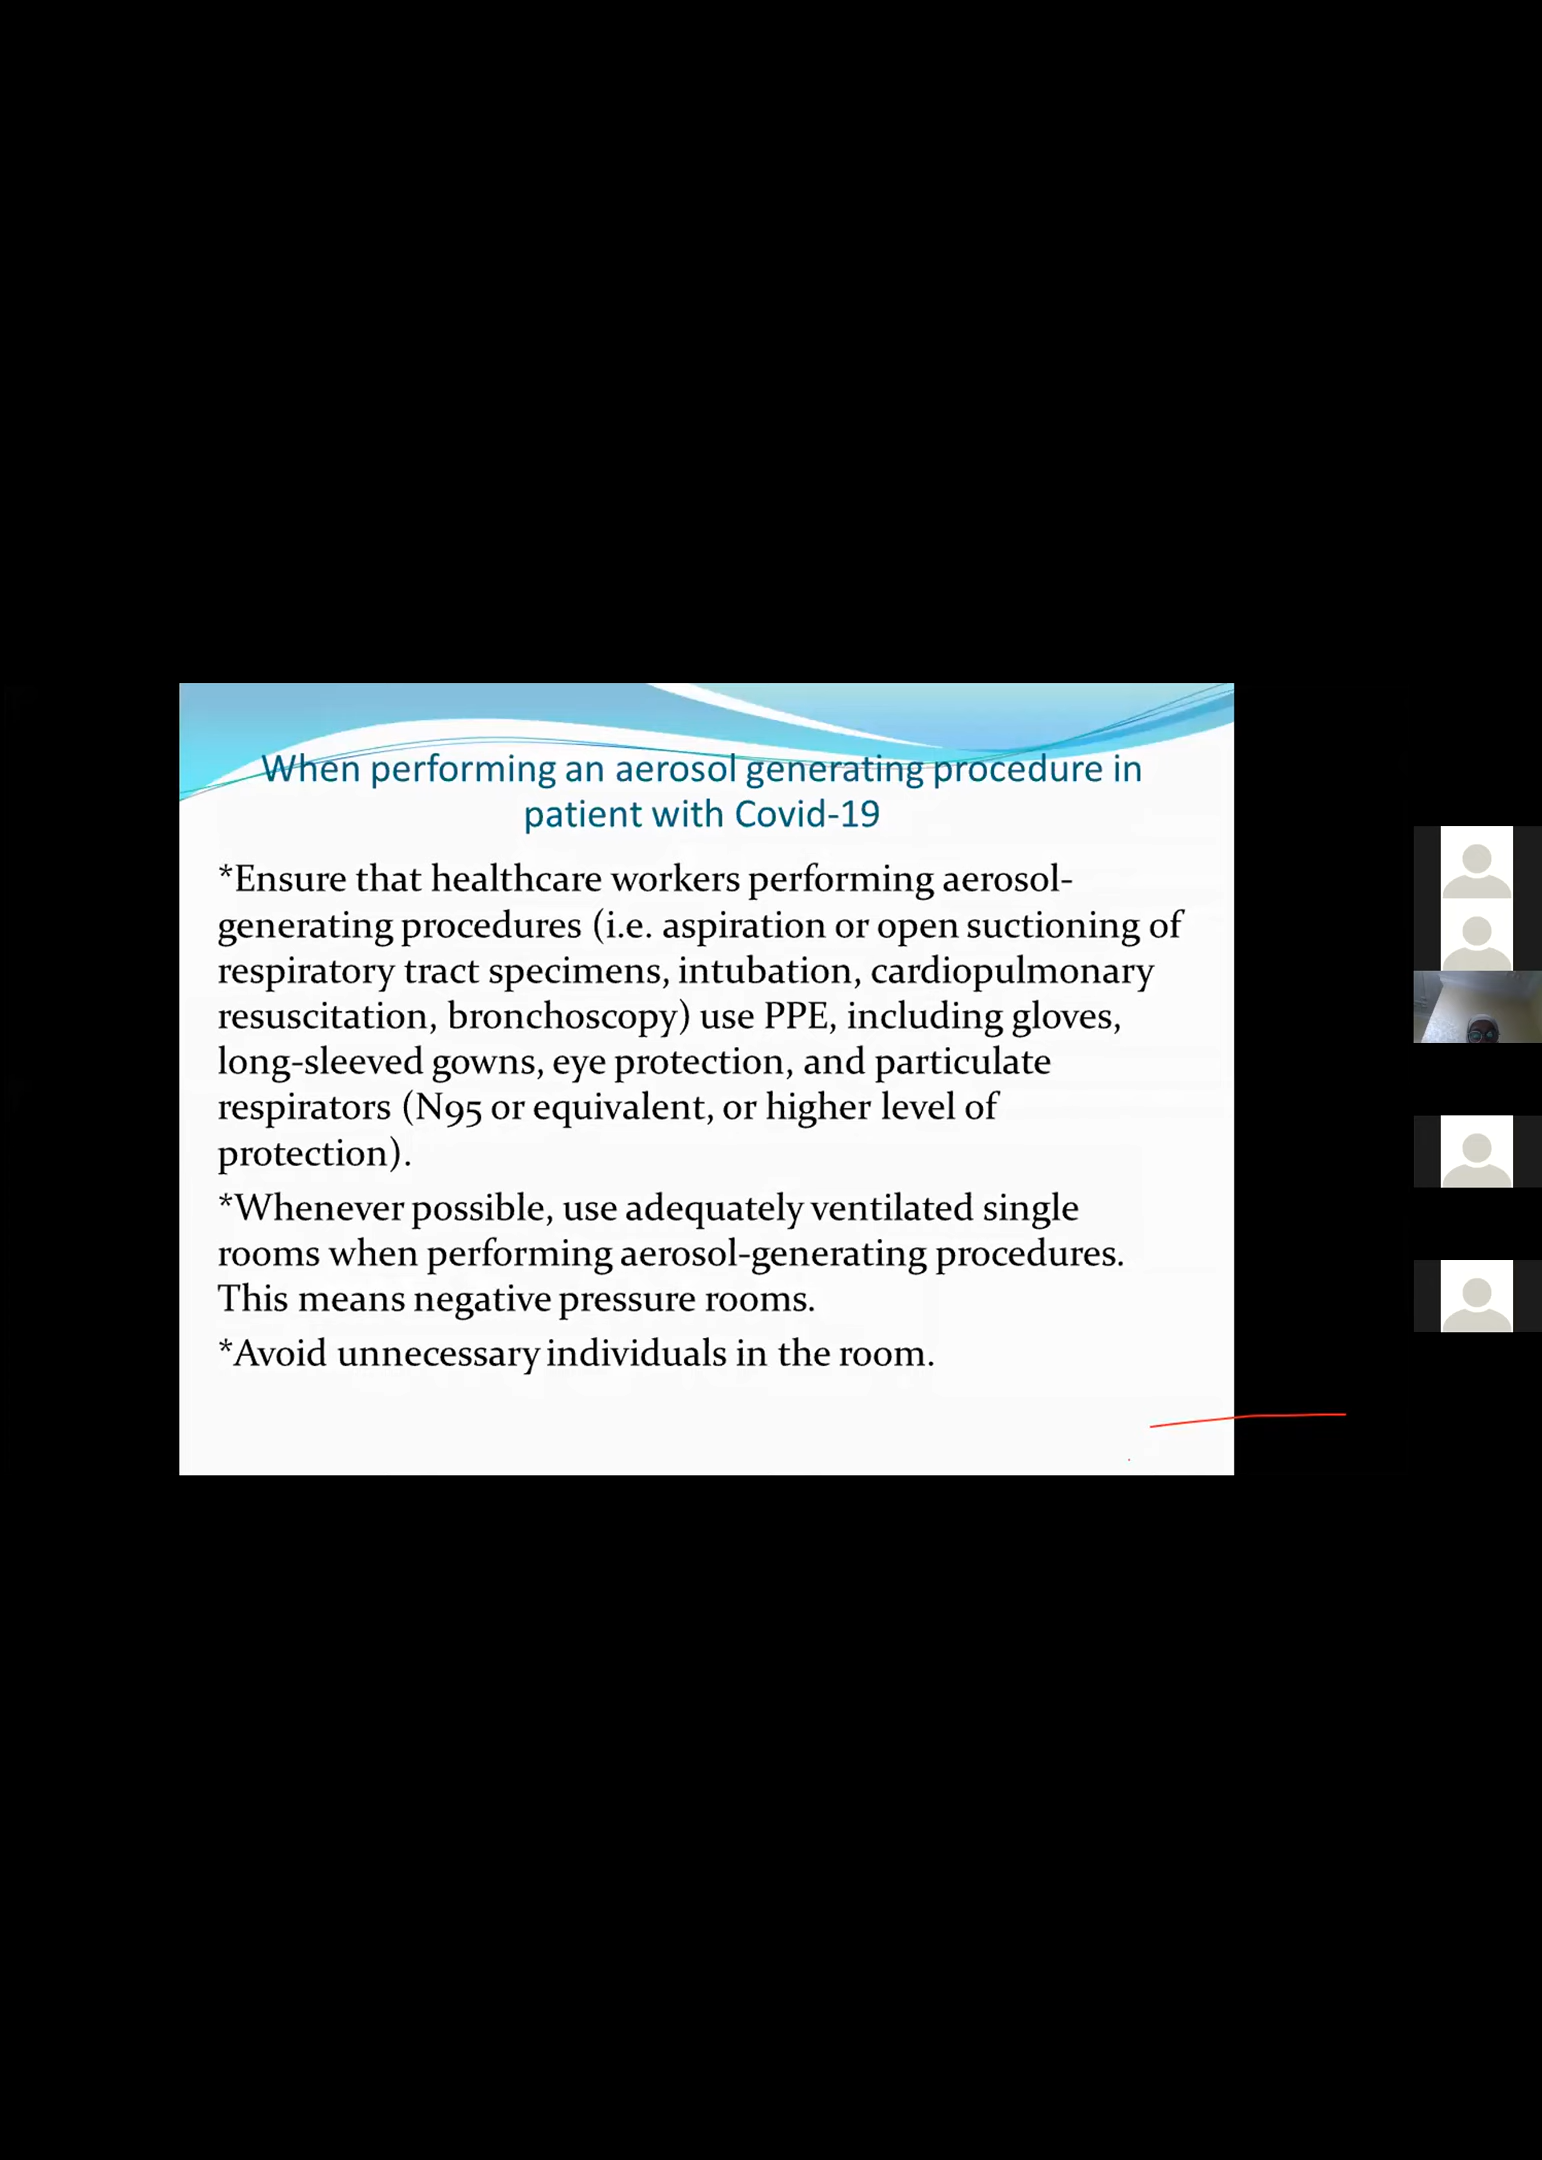 When performing an aerosol generating procedure in
patient with Covid-19
*Ensure that healthcare workers performing aerosol-
generating procedures (i.e. aspiration or open suctioning of
respiratory tract specimens, intubation, cardiopulmonary
resuscitation, bronchoscopy) use PPE, including gloves,
long-sleeved gowns, eye protection, and particulate
respirators (N95 or equivalent, or higher level of
protection).
*Whenever possible, use adequately ventilated single
rooms when performing aerosol-generating procedures.
This means negative pressure rooms.
*Avoid unnecessary individuals in the room.
.